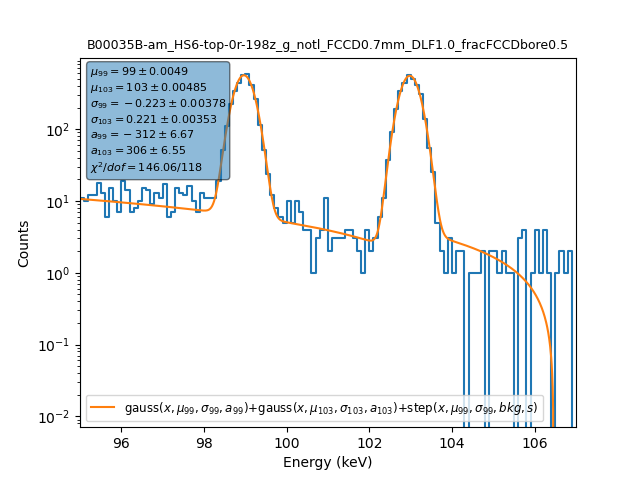 B00035B-am_HS6-top-0r-198z_g_notl_FCCD0.7mm_DLF1.0_fracFCCDbore0.5
μ99 = 99 ± 0.0049
μ103 = 103 ± 0.00485
σ99 = −0.223 ± 0.00378
σ103 = 0.221 ± 0.00353
a99 = −312 ± 6.67
a103 = 306 ± 6.55
χ²/dof = 146.06/118
Counts
10²
10¹
10⁰
10⁻¹
10⁻²
gauss(x, μ99, σ99, a99)+gauss(x, μ103, σ103, a103)+step(x, μ99, σ99, bkg, s)
96 98 100 102 104 106
Energy (keV)